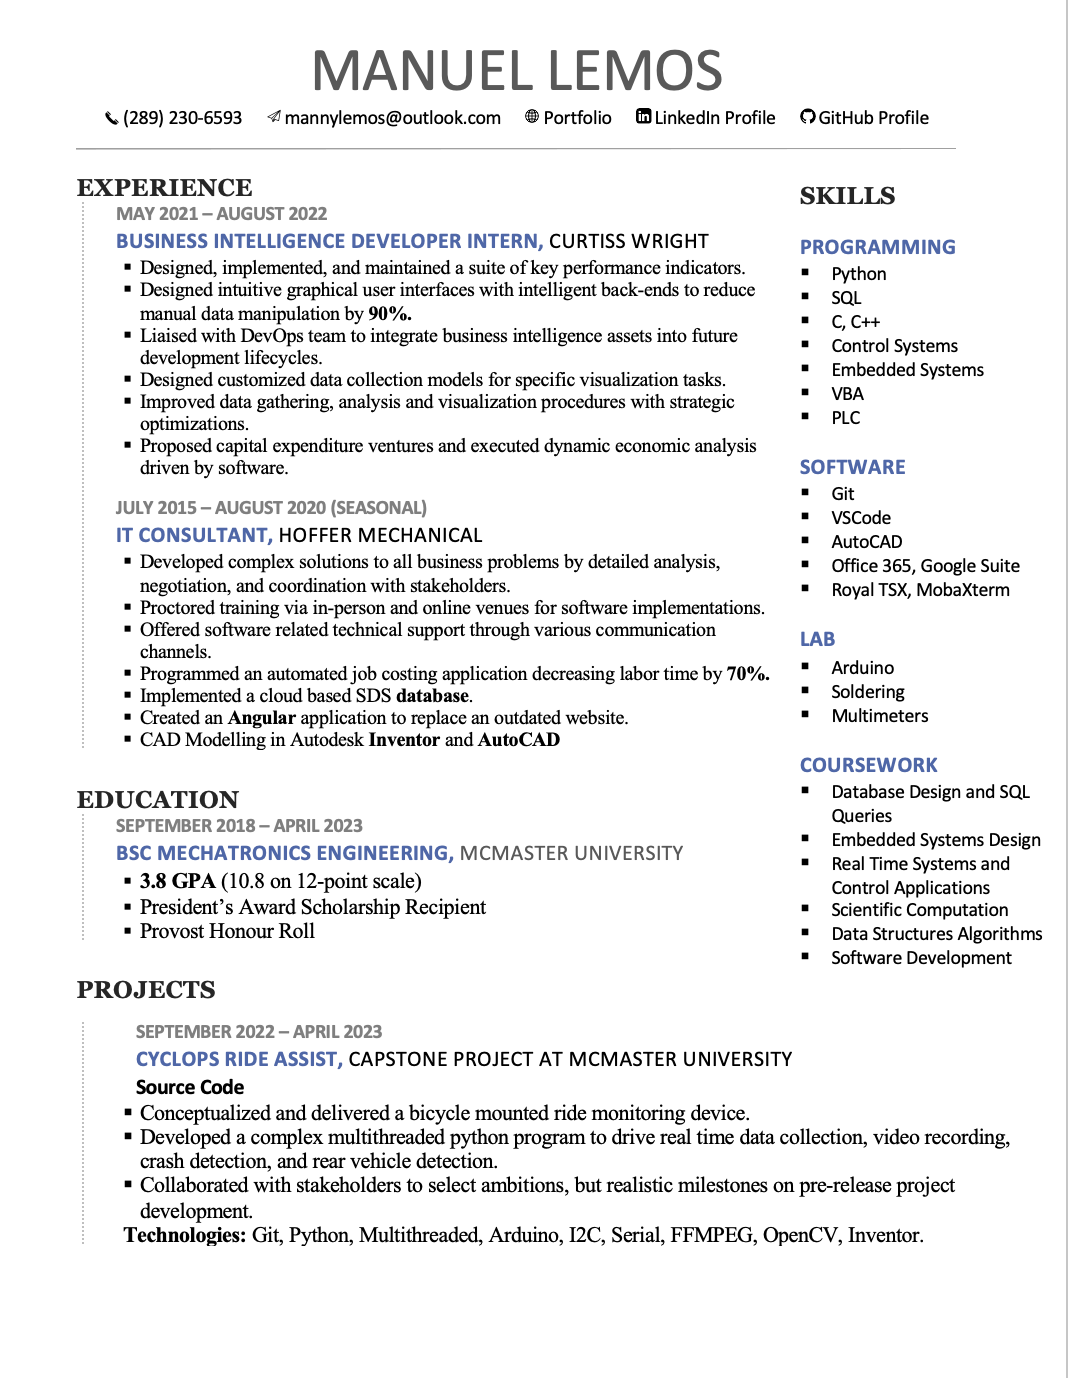 MANUEL LEMOS
(289) 230-6593 mannylemos@outlook.com Portfolio LinkedIn Profile GitHub Profile
EXPERIENCE
MAY 2021 – AUGUST 2022
BUSINESS INTELLIGENCE DEVELOPER INTERN, CURTISS WRIGHT
▪ Designed, implemented, and maintained a suite of key performance indicators.
▪ Designed intuitive graphical user interfaces with intelligent back-ends to reduce
manual data manipulation by 90%.
▪ Liaised with DevOps team to integrate business intelligence assets into future
development lifecycles.
▪ Designed customized data collection models for specific visualization tasks.
▪ Improved data gathering, analysis and visualization procedures with strategic
optimizations.
▪ Proposed capital expenditure ventures and executed dynamic economic analysis
driven by software.
JULY 2015 – AUGUST 2020 (SEASONAL)
IT CONSULTANT, HOFFER MECHANICAL
▪ Developed complex solutions to all business problems by detailed analysis,
negotiation, and coordination with stakeholders.
▪ Proctored training via in-person and online venues for software implementations.
▪ Offered software related technical support through various communication
channels.
▪ Programmed an automated job costing application decreasing labor time by 70%.
▪ Implemented a cloud based SDS database.
▪ Created an Angular application to replace an outdated website.
▪ CAD Modelling in Autodesk Inventor and AutoCAD
EDUCATION
SEPTEMBER 2018 – APRIL 2023
BSC MECHATRONICS ENGINEERING, MCMASTER UNIVERSITY
▪ 3.8 GPA (10.8 on 12-point scale)
▪ President's Award Scholarship Recipient
▪ Provost Honour Roll
SKILLS
PROGRAMMING
▪ Python
▪ SQL
▪ C, C++
▪ Control Systems
▪ Embedded Systems
▪ VBA
▪ PLC
SOFTWARE
▪ Git
▪ VSCode
▪ AutoCAD
▪ Office 365, Google Suite
▪ Royal TSX, MobaXterm
LAB
▪ Arduino
▪ Soldering
▪ Multimeters
COURSEWORK
▪ Database Design and SQL
Queries
▪ Embedded Systems Design
▪ Real Time Systems and
Control Applications
▪ Scientific Computation
▪ Data Structures Algorithms
▪ Software Development
PROJECTS
SEPTEMBER 2022 – APRIL 2023
CYCLOPS RIDE ASSIST, CAPSTONE PROJECT AT MCMASTER UNIVERSITY
Source Code
▪ Conceptualized and delivered a bicycle mounted ride monitoring device.
▪ Developed a complex multithreaded python program to drive real time data collection, video recording,
crash detection, and rear vehicle detection.
▪ Collaborated with stakeholders to select ambitions, but realistic milestones on pre-release project
development.
Technologies: Git, Python, Multithreaded, Arduino, I2C, Serial, FFMPEG, OpenCV, Inventor.